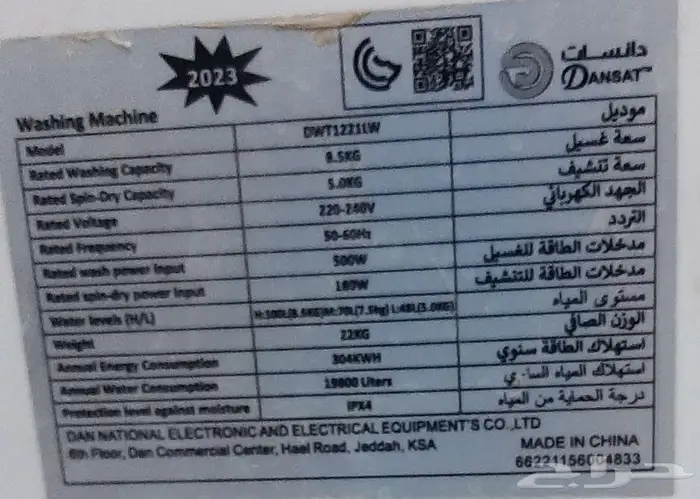 2023
دانسات
DANSAT
Washing Machine
Model DWT1221LW موديل
Rated Washing Capacity 8.5KG سعة غسيل
Rated Spin-Dry Capacity 5.0KG سعة تنشيف
Rated Voltage 220-240V الجهد الكهربائي
Rated Frequency 50-60Hz التردد
Rated wash power input 500W مدخلات الطاقة للغسيل
Rated spin-dry power input 180W مدخلات الطاقة للتنشيف
Water levels (H/L) مستوى المياه
Weight 22KG الوزن الصافي
Annual Energy Consumption 304KWH استهلاك الطاقة سنوي
Annual Water Consumption 19800 Liters استهلاك المياه
Protection level against moisture IPX4 درجة الحماية من المياه
DAN NATIONAL ELECTRONIC AND ELECTRICAL EQUIPMENT'S CO.,LTD
6th Floor, Dan Commercial Center, Hael Road, Jeddah, KSA
MADE IN CHINA
66221156004833
حراج